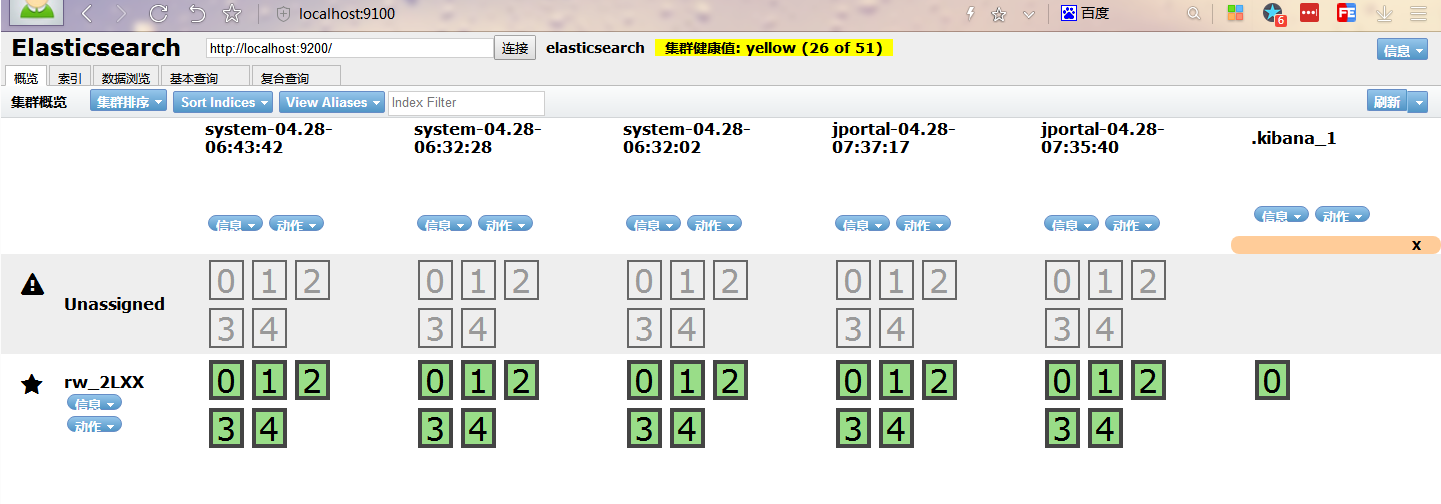 localhost:9100
百度
6
Elasticsearch
http://localhost:9200/
连接
elasticsearch
集群健康值: yellow (26 of 51)
信息
概览
索引
数据浏览
基本查询
复合查询
集群概览
集群排序
Sort Indices
View Aliases
Index Filter
刷新
system-04.28-
06:43:42
system-04.28-
06:32:28
system-04.28-
06:32:02
jportal-04.28-
07:37:17
jportal-04.28-
07:35:40
.kibana_1
信息 动作
信息 动作
信息 动作
信息 动作
信息 动作
信息 动作
x
Unassigned
0 1 2
3 4
0 1 2
3 4
0 1 2
3 4
0 1 2
3 4
0 1 2
3 4
rw_2LXX
信息
动作
0 1 2
3 4
0 1 2
3 4
0 1 2
3 4
0 1 2
3 4
0 1 2
3 4
0